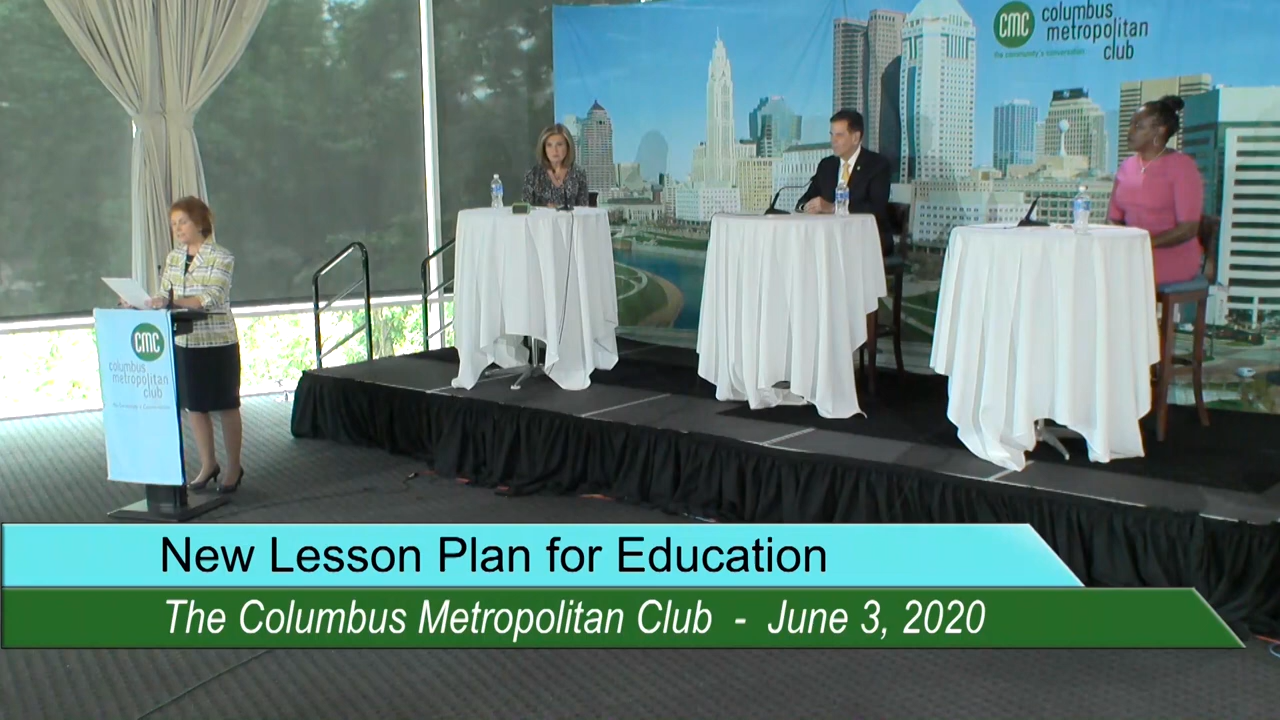 CMC
columbus
metropolitan
club
the community's conversation
CMC
columbus
metropolitan
club
New Lesson Plan for Education
The Columbus Metropolitan Club - June 3, 2020